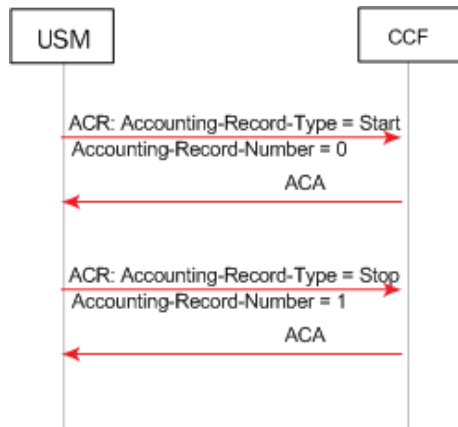 USM
CCF
ACR: Accounting-Record-Type = Start
Accounting-Record-Number = 0
ACA
ACR: Accounting-Record-Type = Stop
Accounting-Record-Number = 1
ACA